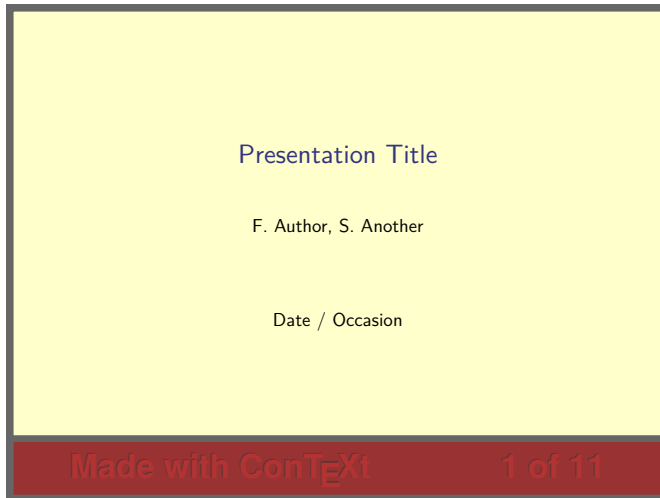 Presentation Title
F. Author, S. Another
Date / Occasion
Made with ConTEXt 1 of 11